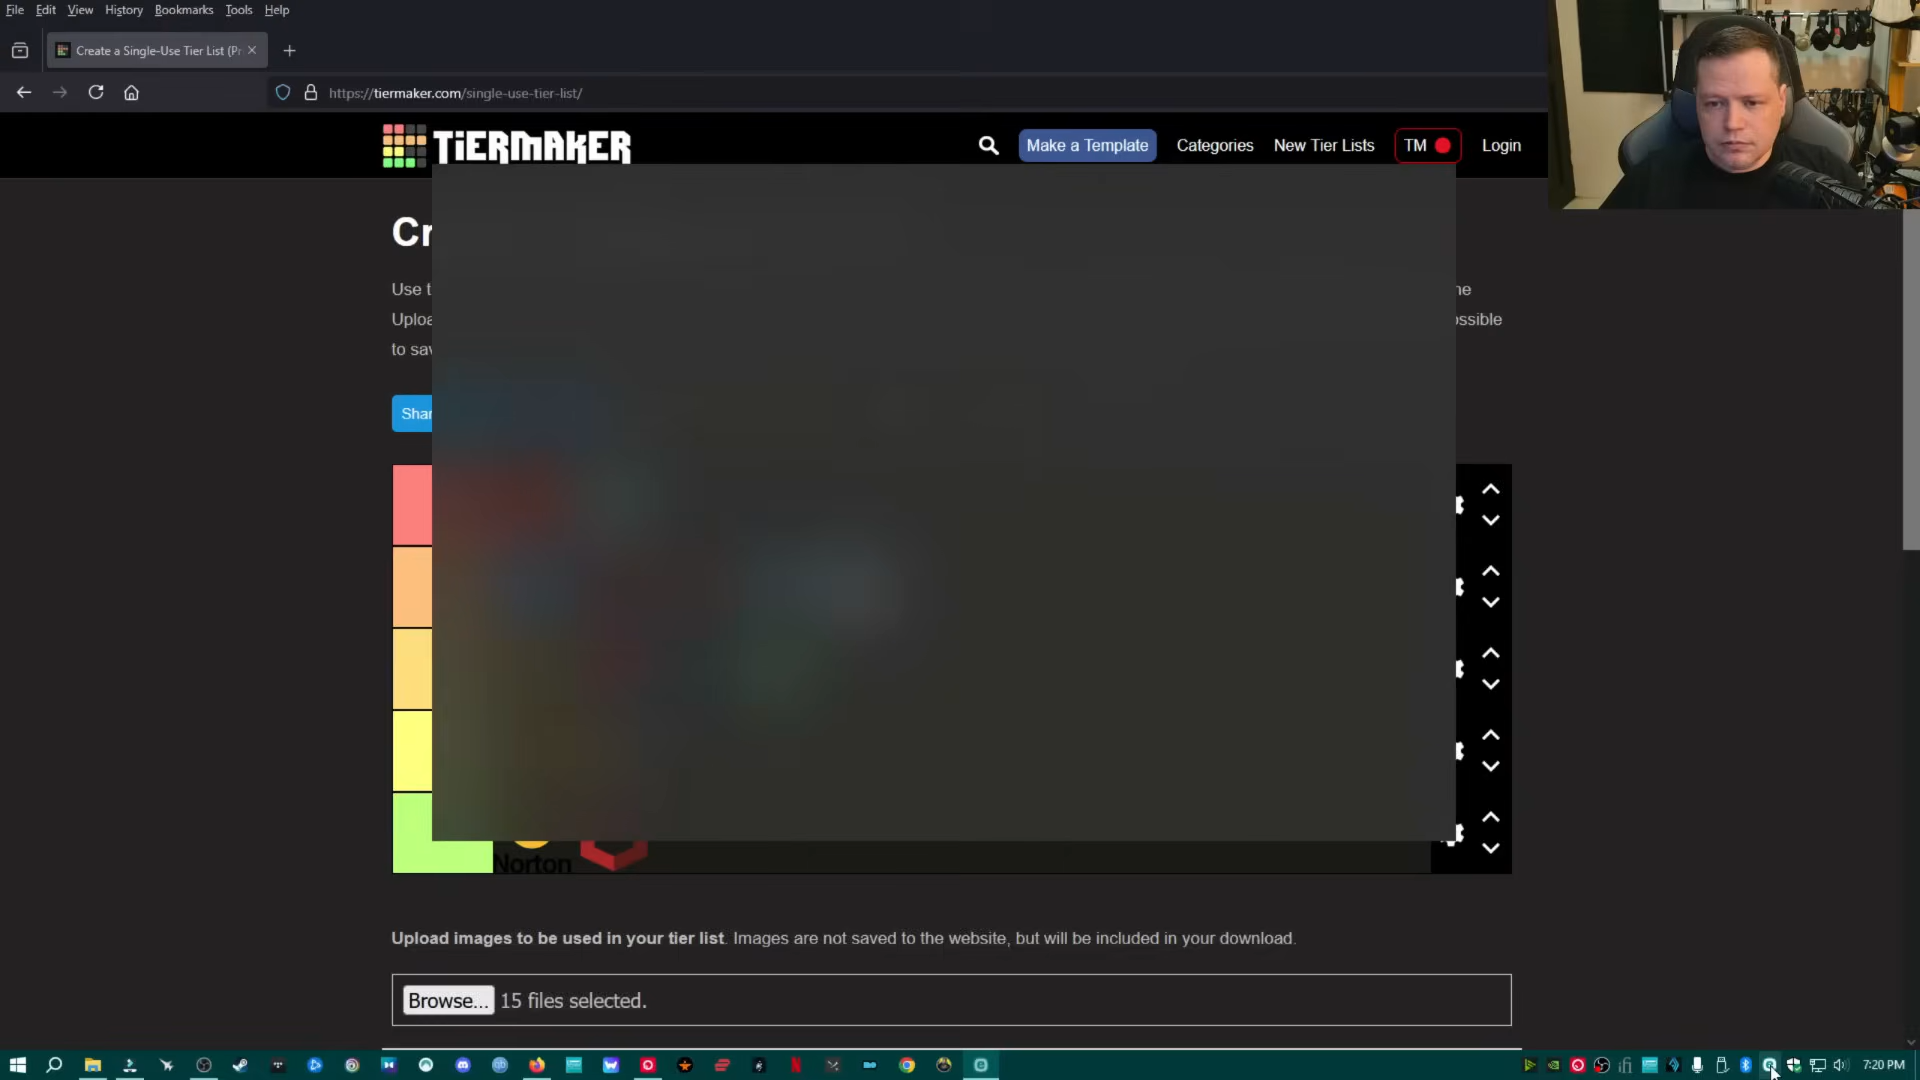 File Edit View History Bookmarks Tools Help
Create a Single-Use Tier List (Pr
https://tiermaker.com/single-use-tier-list/
TiERMAKER
Make a Template Categories New Tier Lists TM Login
Cr
Use t
he
Uploa
ossible
to sav
Shar
Norton
Upload images to be used in your tier list. Images are not saved to the website, but will be included in your download.
Browse... 15 files selected.
7:20 PM